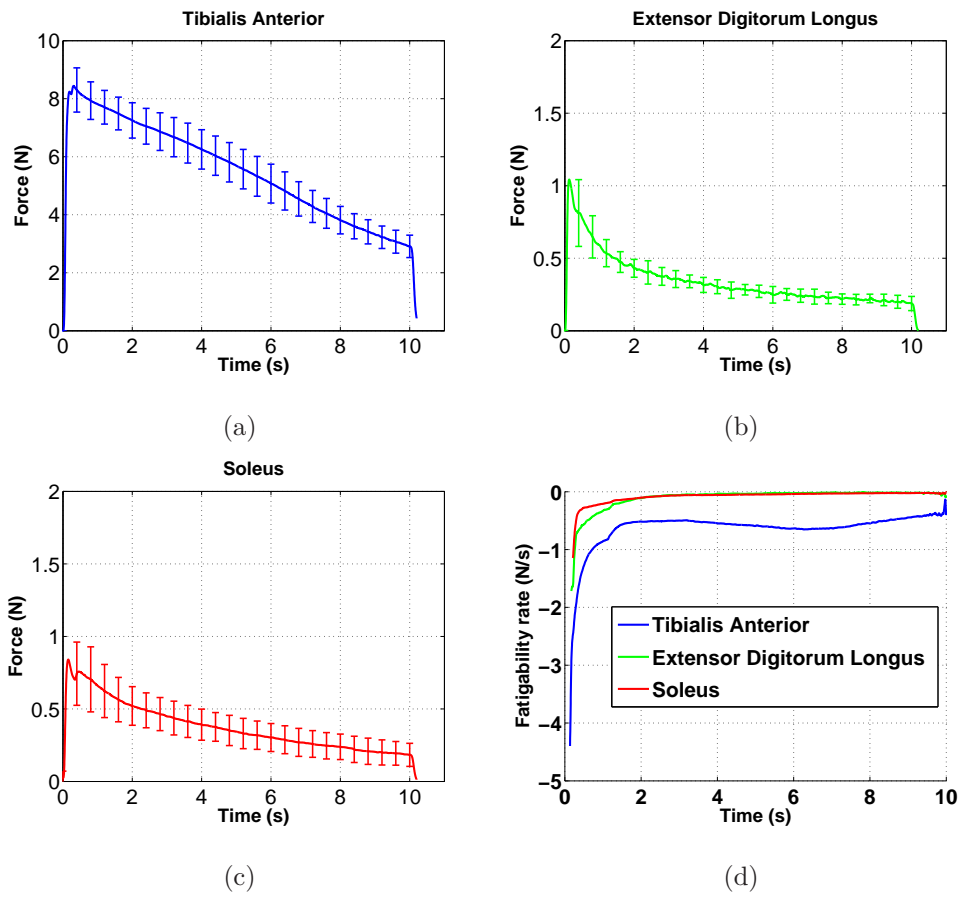 Tibialis Anterior
10
8
6
4
2
0
Force (N)
0 2 4 6 8 10
Time (s)
(a)
Extensor Digitorum Longus
2
1.5
1
0.5
0
Force (N)
0 2 4 6 8 10
Time (s)
(b)
Soleus
2
1.5
1
0.5
0
Force (N)
0 2 4 6 8 10
Time (s)
(c)
0
−1
−2
−3
−4
−5
Fatigability rate (N/s)
Tibialis Anterior
Extensor Digitorum Longus
Soleus
0 2 4 6 8 10
Time (s)
(d)